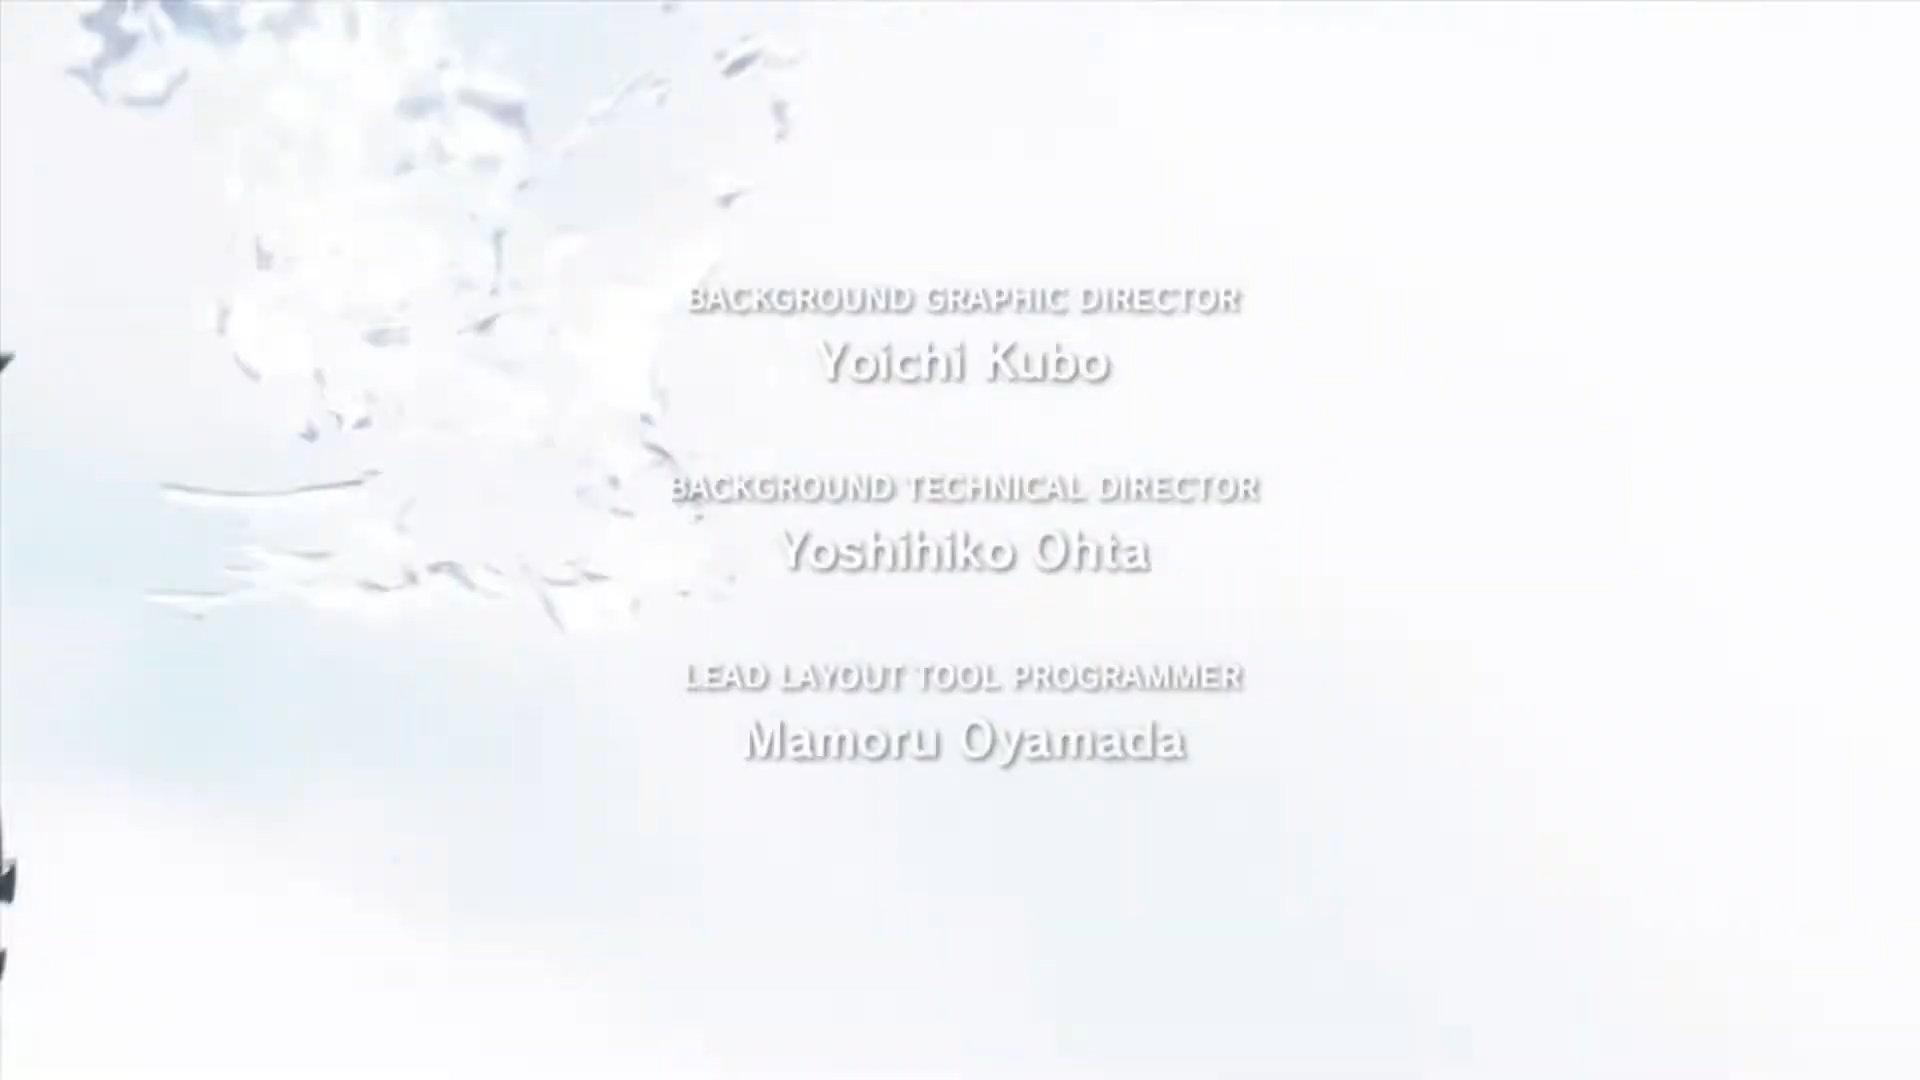 BACKGROUND GRAPHIC DIRECTOR
Yoichi Kubo
BACKGROUND TECHNICAL DIRECTOR
Yoshihiko Ohta
LEAD LAYOUT TOOL PROGRAMMER
Mamoru Oyamada